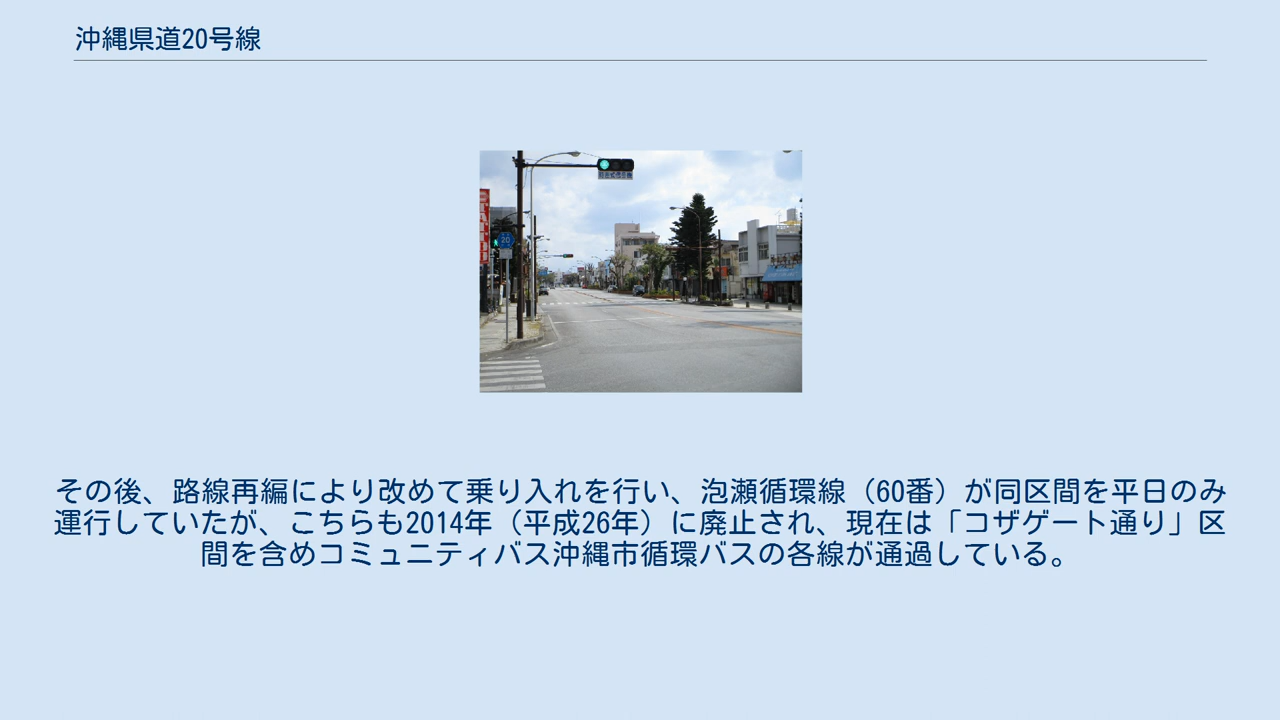 沖縄県道20号線
20
その後、路線再編により改めて乗り入れを行い、泡瀬循環線（60番）が同区間を平日のみ
運行していたが、こちらも2014年（平成26年）に廃止され、現在は「コザゲート通り」区
間を含めコミュニティバス沖縄市循環バスの各線が通過している。